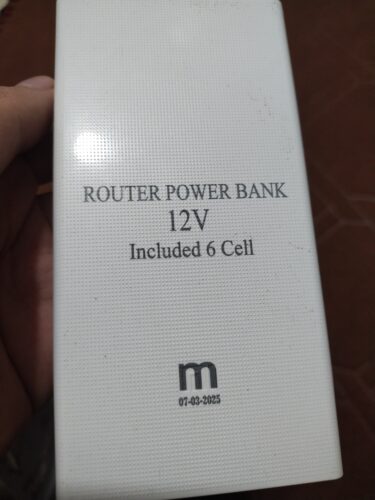 ROUTER POWER BANK
12V
Included 6 Cell
m
07-03-2025